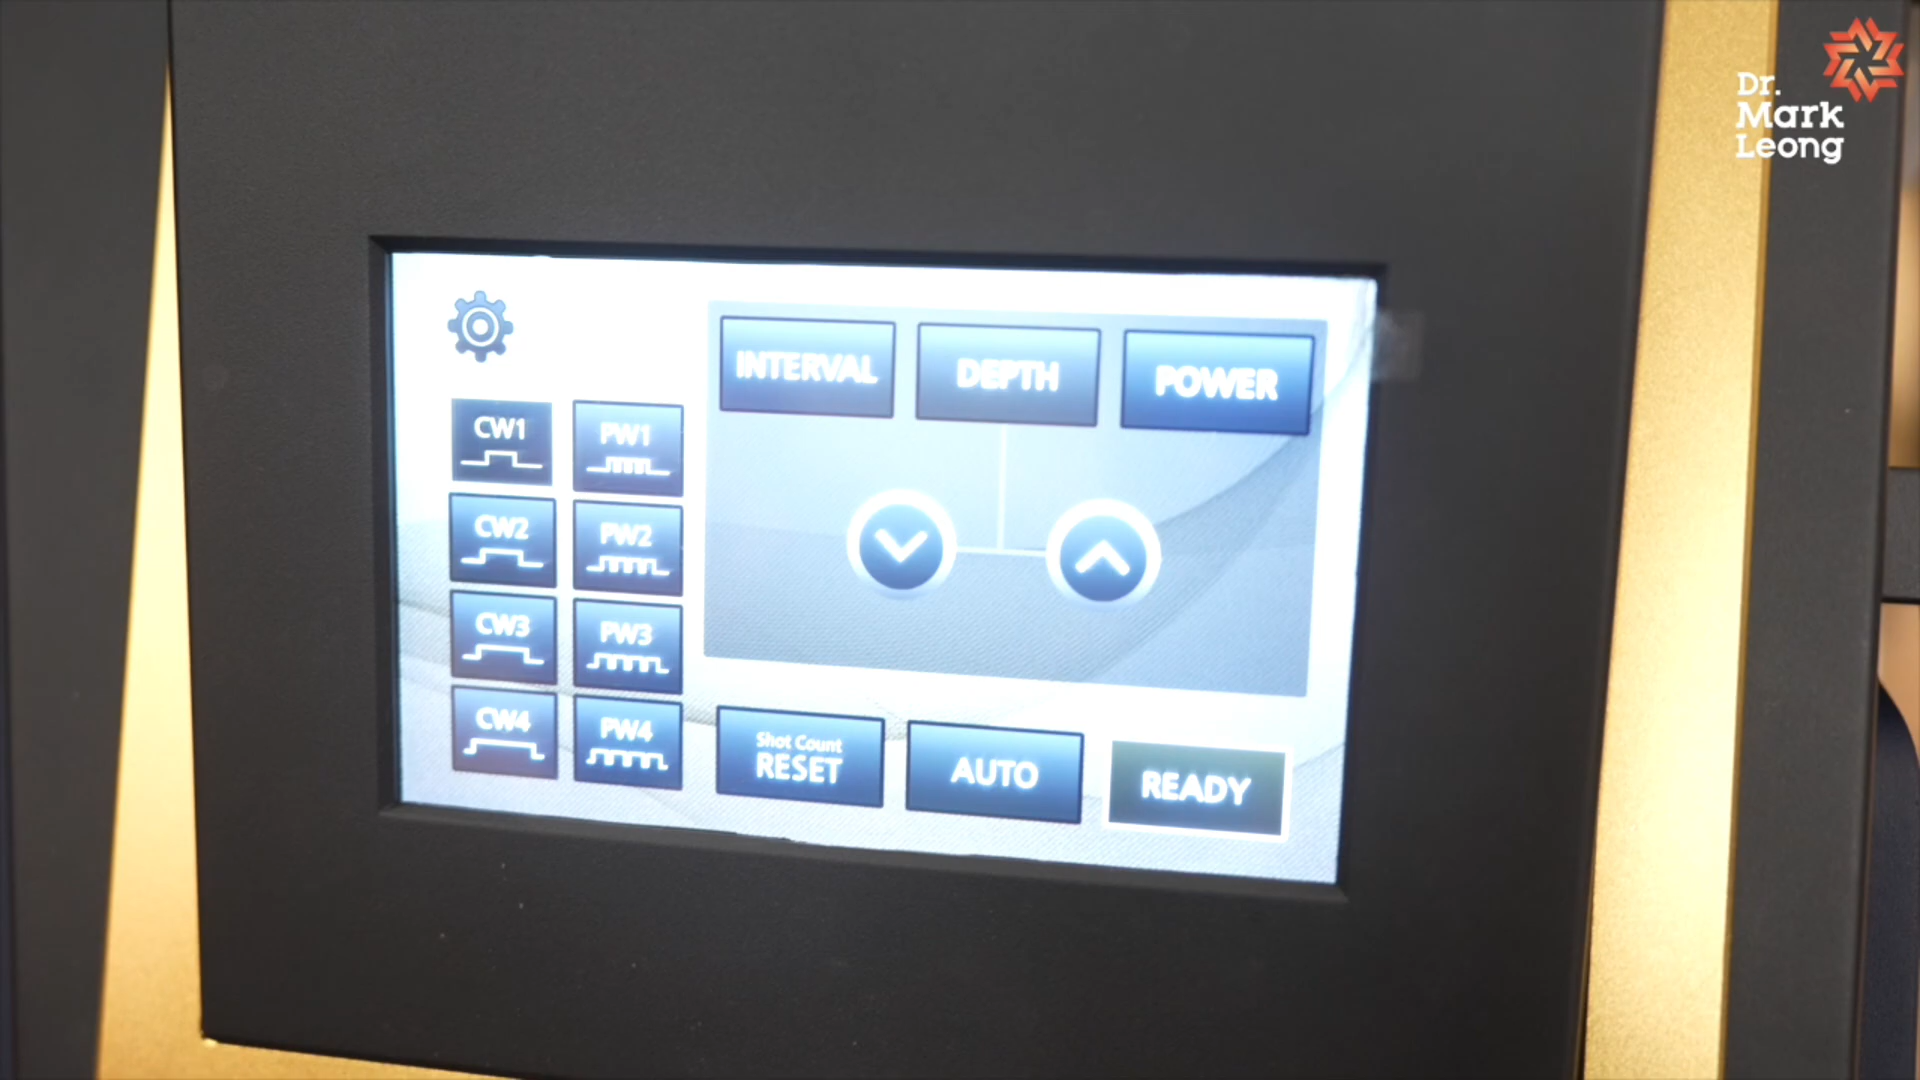 Dr.
Mark
Leong
INTERVAL
DEPTH
POWER
CW1
PW1
CW2
PW2
CW3
PW3
CW4
PW4
Shot Count
RESET
AUTO
READY